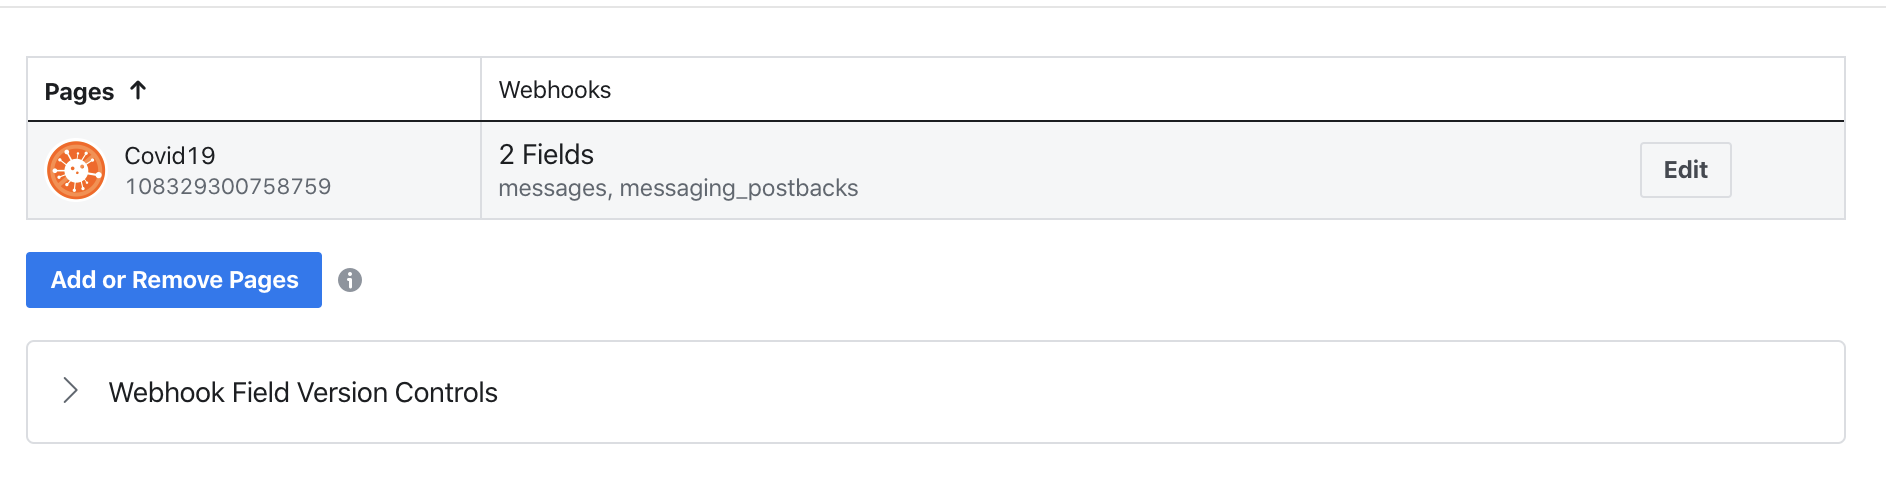 Pages ↑
Webhooks
Covid19
108329300758759
2 Fields
messages, messaging_postbacks
Edit
Add or Remove Pages
Webhook Field Version Controls